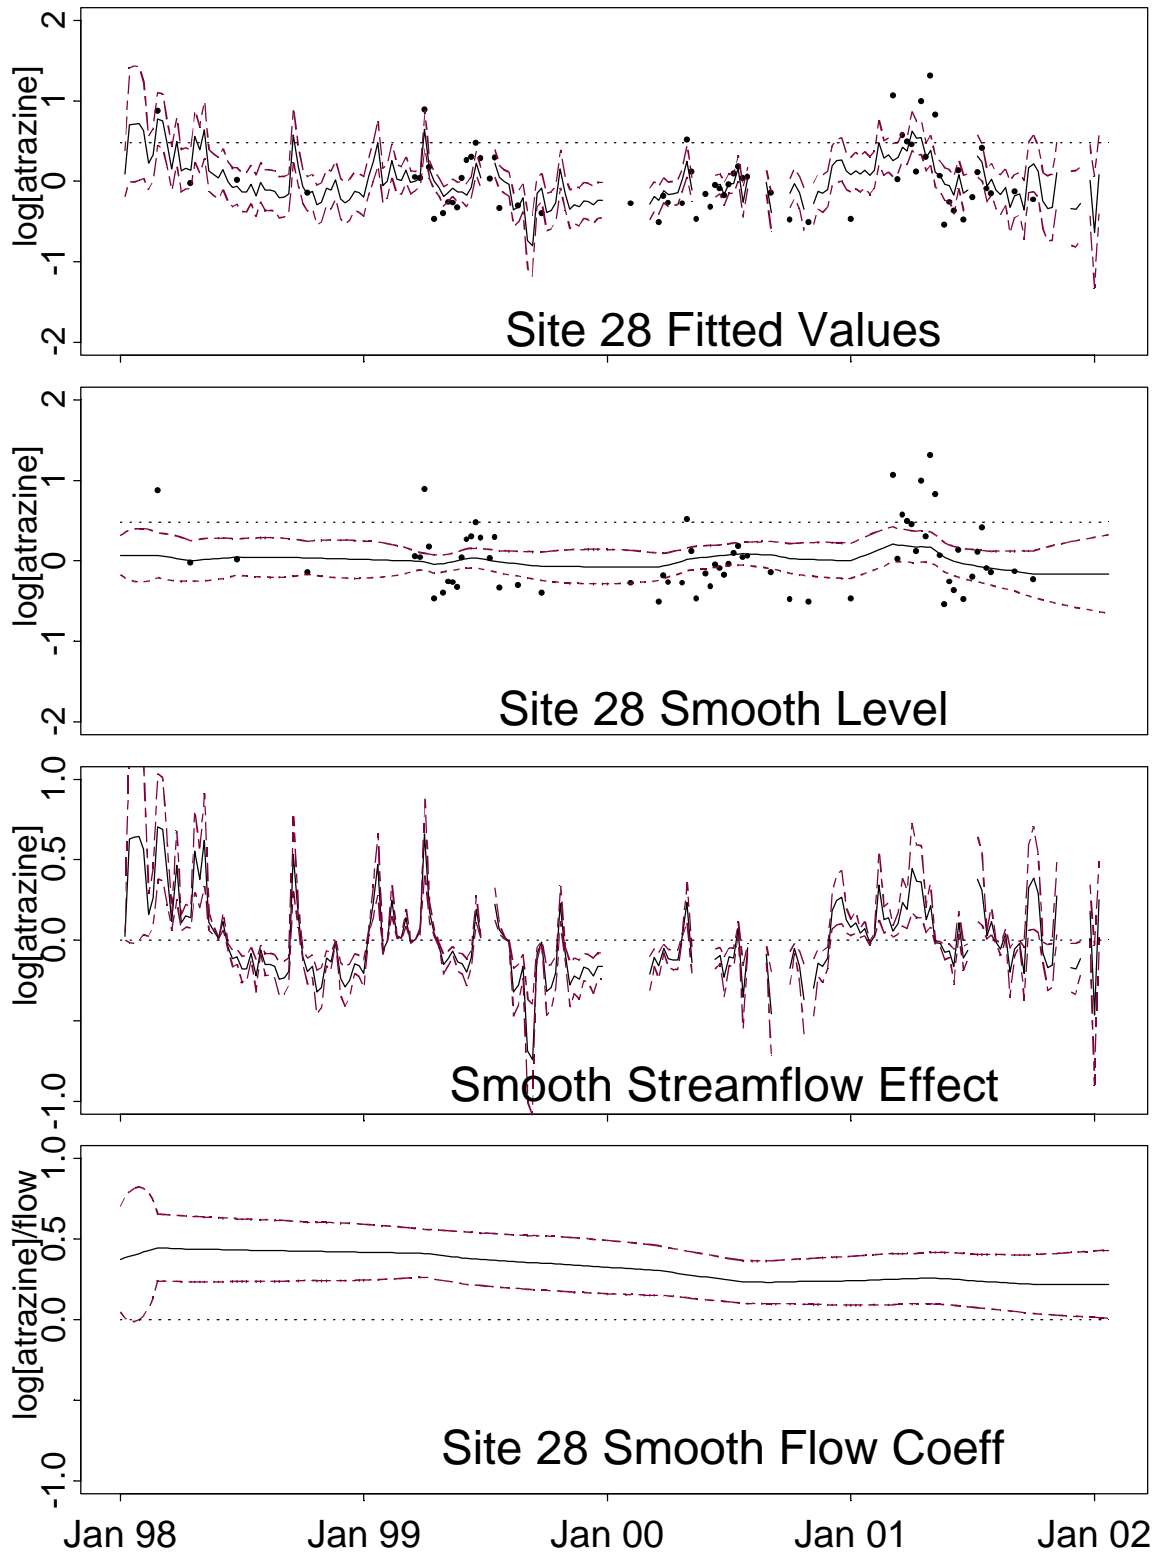 2
1
0
-1
-2
log[atrazine]
Site 28 Fitted Values
2
1
0
-1
-2
log[atrazine]
Site 28 Smooth Level
1.0
0.5
0.0
-1.0
log[atrazine]
Smooth Streamflow Effect
1.0
0.5
0.0
-1.0
log[atrazine]/flow
Site 28 Smooth Flow Coeff
Jan 98 Jan 99 Jan 00 Jan 01 Jan 02